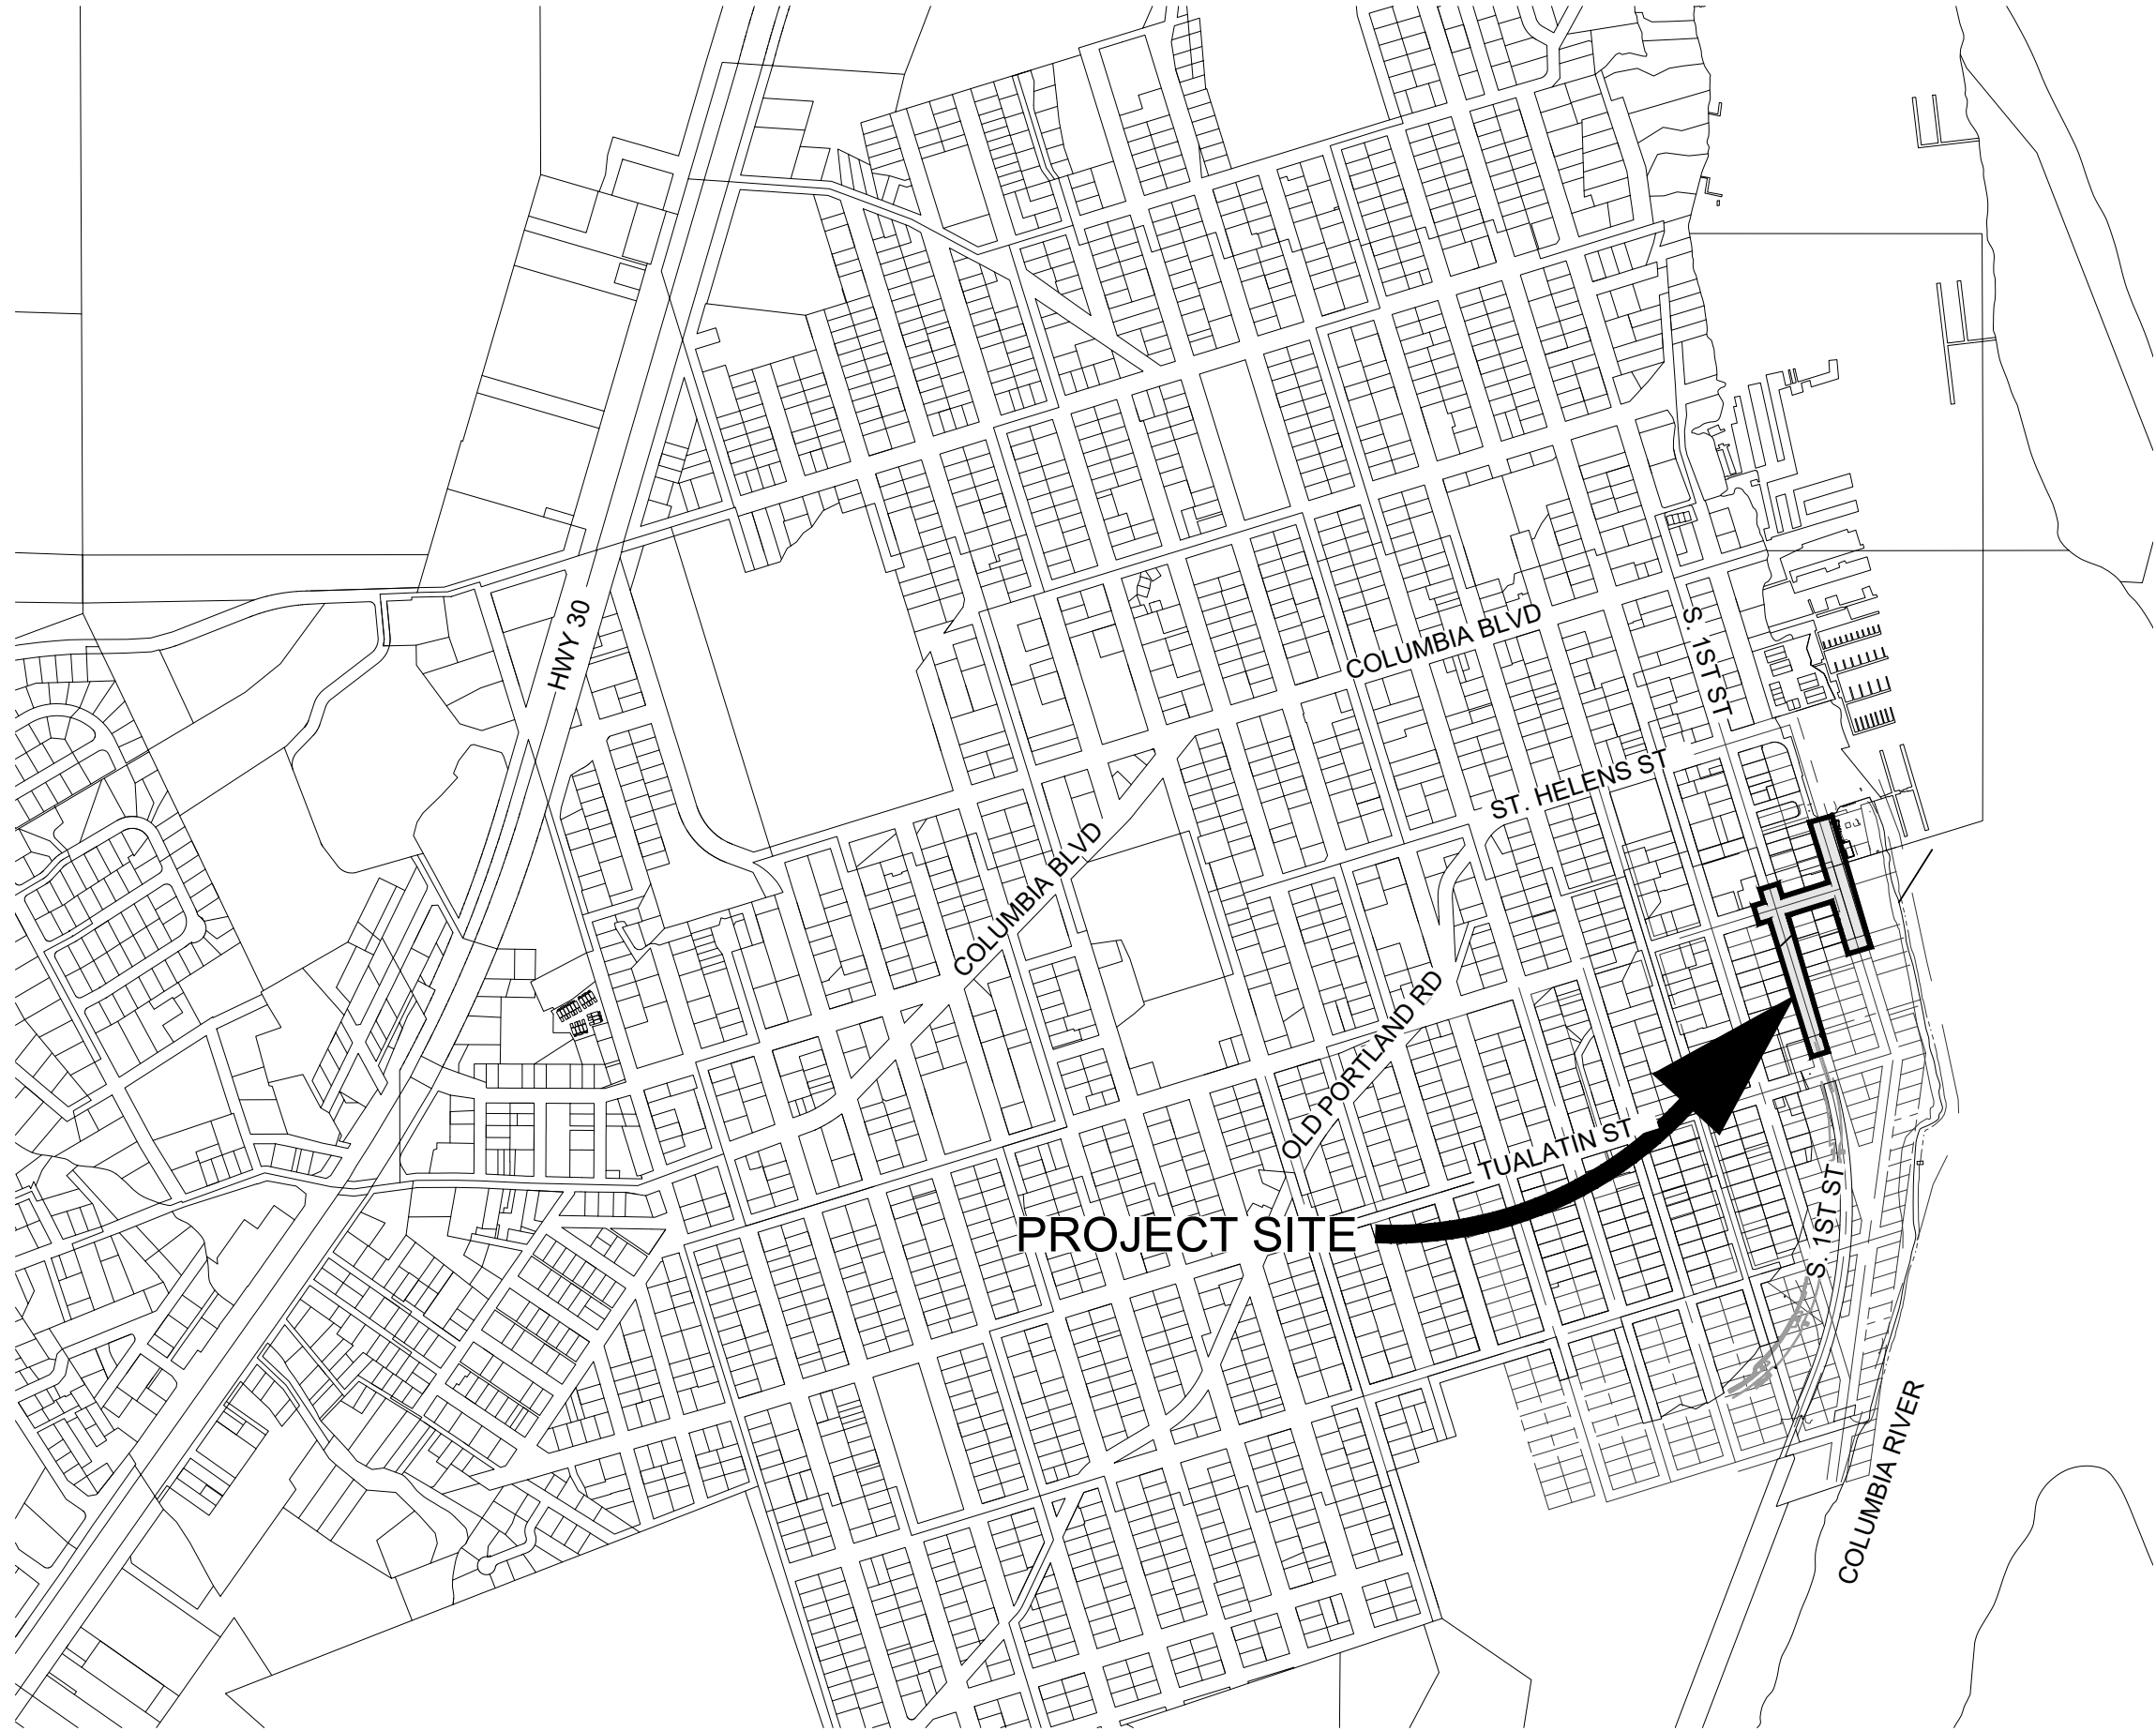 HWY 30
COLUMBIA BLVD
S. 1ST ST
ST. HELENS ST
COLUMBIA BLVD
OLD PORTLAND RD
TUALATIN ST
PROJECT SITE
S. 1ST ST
COLUMBIA RIVER